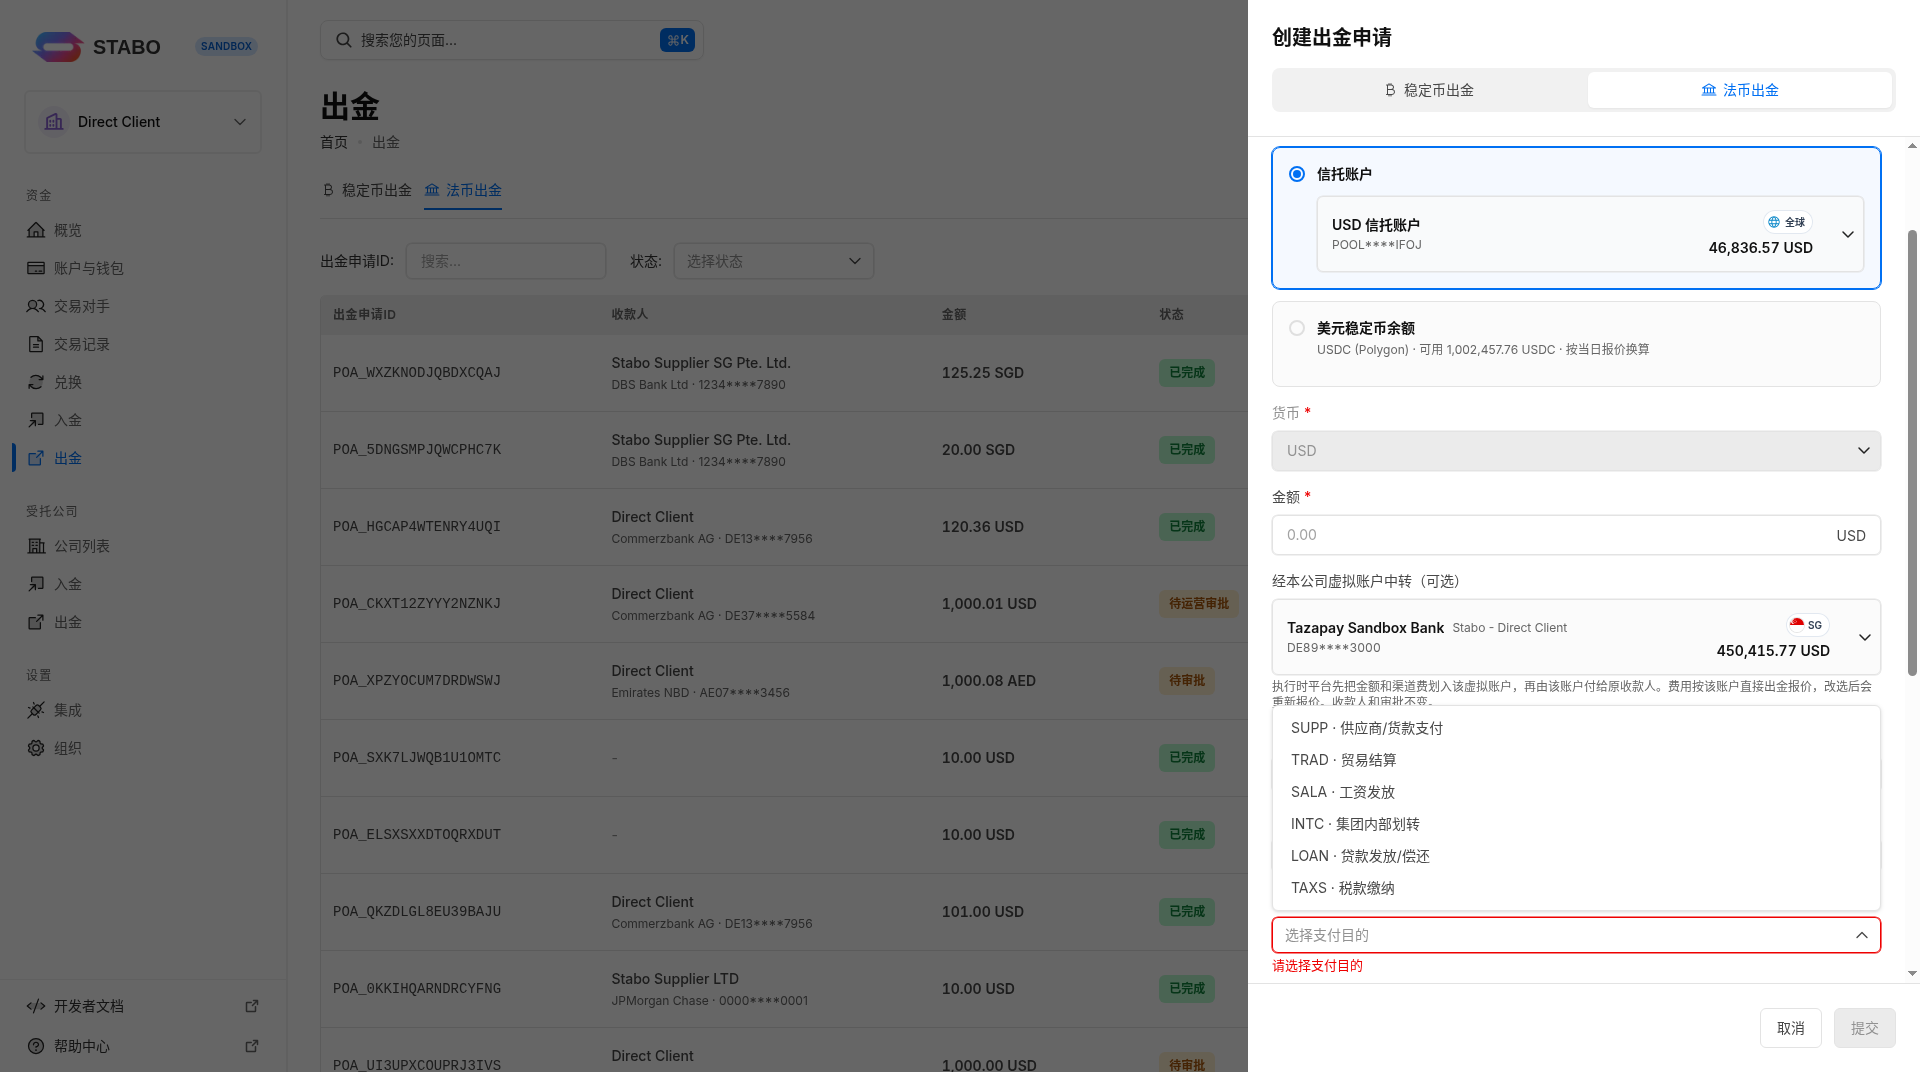 STABO
SANDBOX
Direct Client
资金
概览
账户与钱包
交易对手
交易记录
兑换
入金
出金
受托公司
公司列表
入金
出金
设置
集成
组织
开发者文档
帮助中心
搜索您的页面...
⌘K
出金
首页 • 出金
稳定币出金 法币出金
出金申请ID: 搜索... 状态: 选择状态
出金申请ID 收款人 金额 状态
POA_WXZKNODJQBDXCQAJ Stabo Supplier SG Pte. Ltd. 125.25 SGD 已完成
DBS Bank Ltd · 1234****7890
POA_5DNGSMPJQWCPHC7K Stabo Supplier SG Pte. Ltd. 20.00 SGD 已完成
DBS Bank Ltd · 1234****7890
POA_HGCAP4WTENRY4UQI Direct Client 120.36 USD 已完成
Commerzbank AG · DE13****7956
POA_CKXT12ZYYY2NZNKJ Direct Client 1,000.01 USD 待运营审批
Commerzbank AG · DE37****5584
POA_XPZYOCUM7DRDWSWJ Direct Client 1,000.08 AED 待审批
Emirates NBD · AE07****3456
POA_SXK7LJWQB1U1OMTC - 10.00 USD 已完成
POA_ELSXSXXDTOQRXDUT - 10.00 USD 已完成
POA_QKZDLGL8EU39BAJU Direct Client 101.00 USD 已完成
Commerzbank AG · DE13****7956
POA_0KKIHQARNDRCYFNG Stabo Supplier LTD 10.00 USD 已完成
JPMorgan Chase · 0000****0001
POA_UI3UPXCOUPRJ3IVS Direct Client 1,000.00 USD 待审批
创建出金申请
稳定币出金 法币出金
信托账户
USD 信托账户 全球
POOL****IFOJ 46,836.57 USD
美元稳定币余额
USDC (Polygon) · 可用 1,002,457.76 USDC · 按当日报价换算
货币 *
USD
金额 *
0.00 USD
经本公司虚拟账户中转（可选）
Tazapay Sandbox Bank Stabo - Direct Client SG
DE89****3000 450,415.77 USD
执行时平台先把金额和渠道费划入该虚拟账户，再由该账户付给原收款人。费用按该账户直接出金报价，改选后会
重新报价。收款人和审批不变。
SUPP · 供应商/货款支付
TRAD · 贸易结算
SALA · 工资发放
INTC · 集团内部划转
LOAN · 贷款发放/偿还
TAXS · 税款缴纳
选择支付目的
请选择支付目的
取消 提交